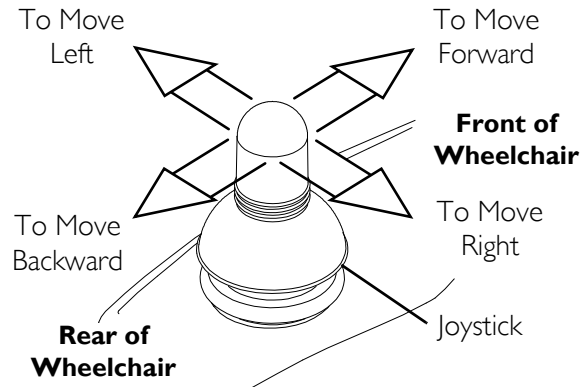 To Move
Left
To Move
Forward
Front of
Wheelchair
To Move
Backward
To Move
Right
Joystick
Rear of
Wheelchair